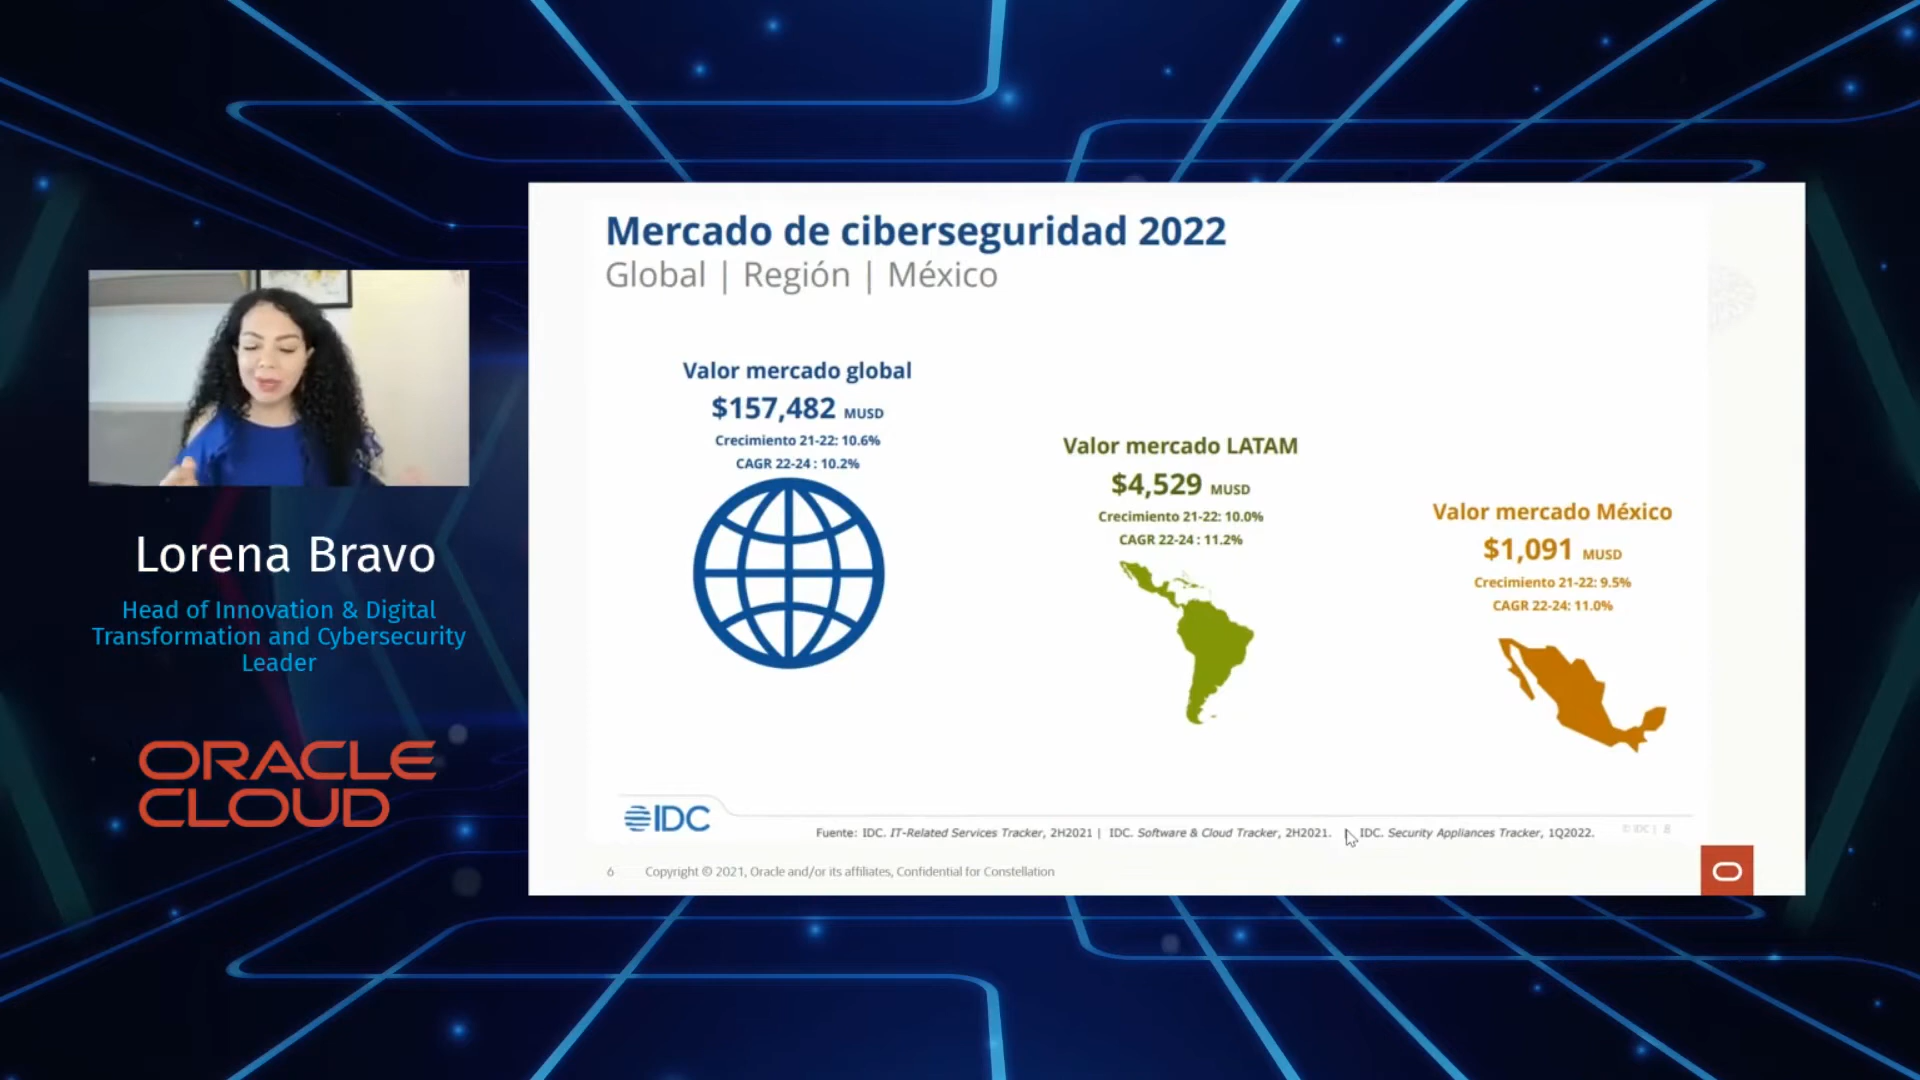 Lorena Bravo
Head of Innovation & Digital
Transformation and Cybersecurity
Leader
ORACLE
CLOUD
Mercado de ciberseguridad 2022
Global | Región | México
Valor mercado global
$157,482 MUSD
Crecimiento 21-22: 10.6%
CAGR 22-24 : 10.2%
Valor mercado LATAM
$4,529 MUSD
Crecimiento 21-22: 10.0%
CAGR 22-24 : 11.2%
Valor mercado México
$1,091 MUSD
Crecimiento 21-22: 9.5%
CAGR 22-24: 11.0%
IDC
Fuente: IDC. IT-Related Services Tracker, 2H2021 | IDC. Software & Cloud Tracker, 2H2021. IDC. Security Appliances Tracker, 1Q2022.
© IDC | 8
6 Copyright © 2021, Oracle and/or its affiliates, Confidential for Constellation